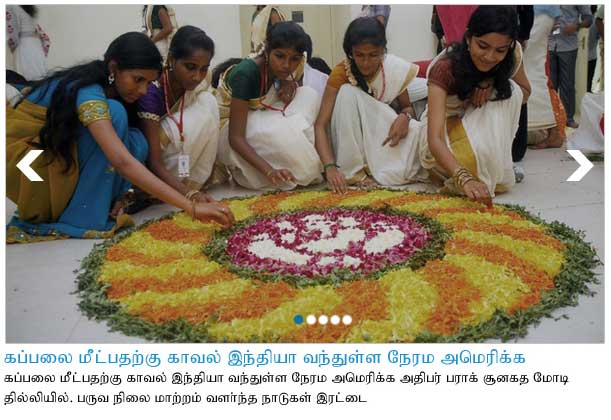 கப்பலை மீட்பதற்கு காவல் இந்தியா வந்துள்ள நேரம அமெரிக்க
கப்பலை மீட்பதற்கு காவல் இந்தியா வந்துள்ள நேரம அமெரிக்க அதிபர் பராக் சூனகத மோடி
தில்லியில். பருவ நிலை மாற்றம் வளர்ந்த நாடுகள் இரட்டை